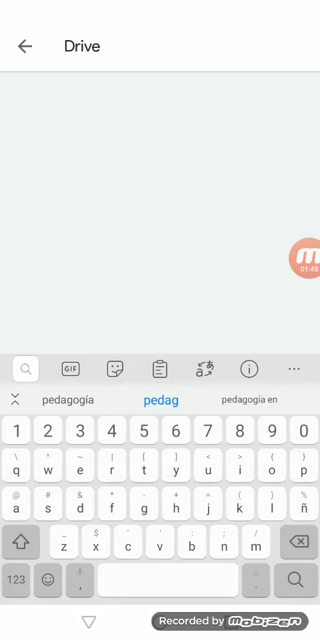 Drive
01:48
GIF
pedagogía pedag pedagogía en
1 2 3 4 5 6 7 8 9 0
\ ^ ~ | [ ] < > { }
q w e r t y u i o p
@ & * - + = ( ) %
a s d f g h j k l ñ
_ $ " ' : ; /
z x c v b n m
123 , .
Recorded by mobizen